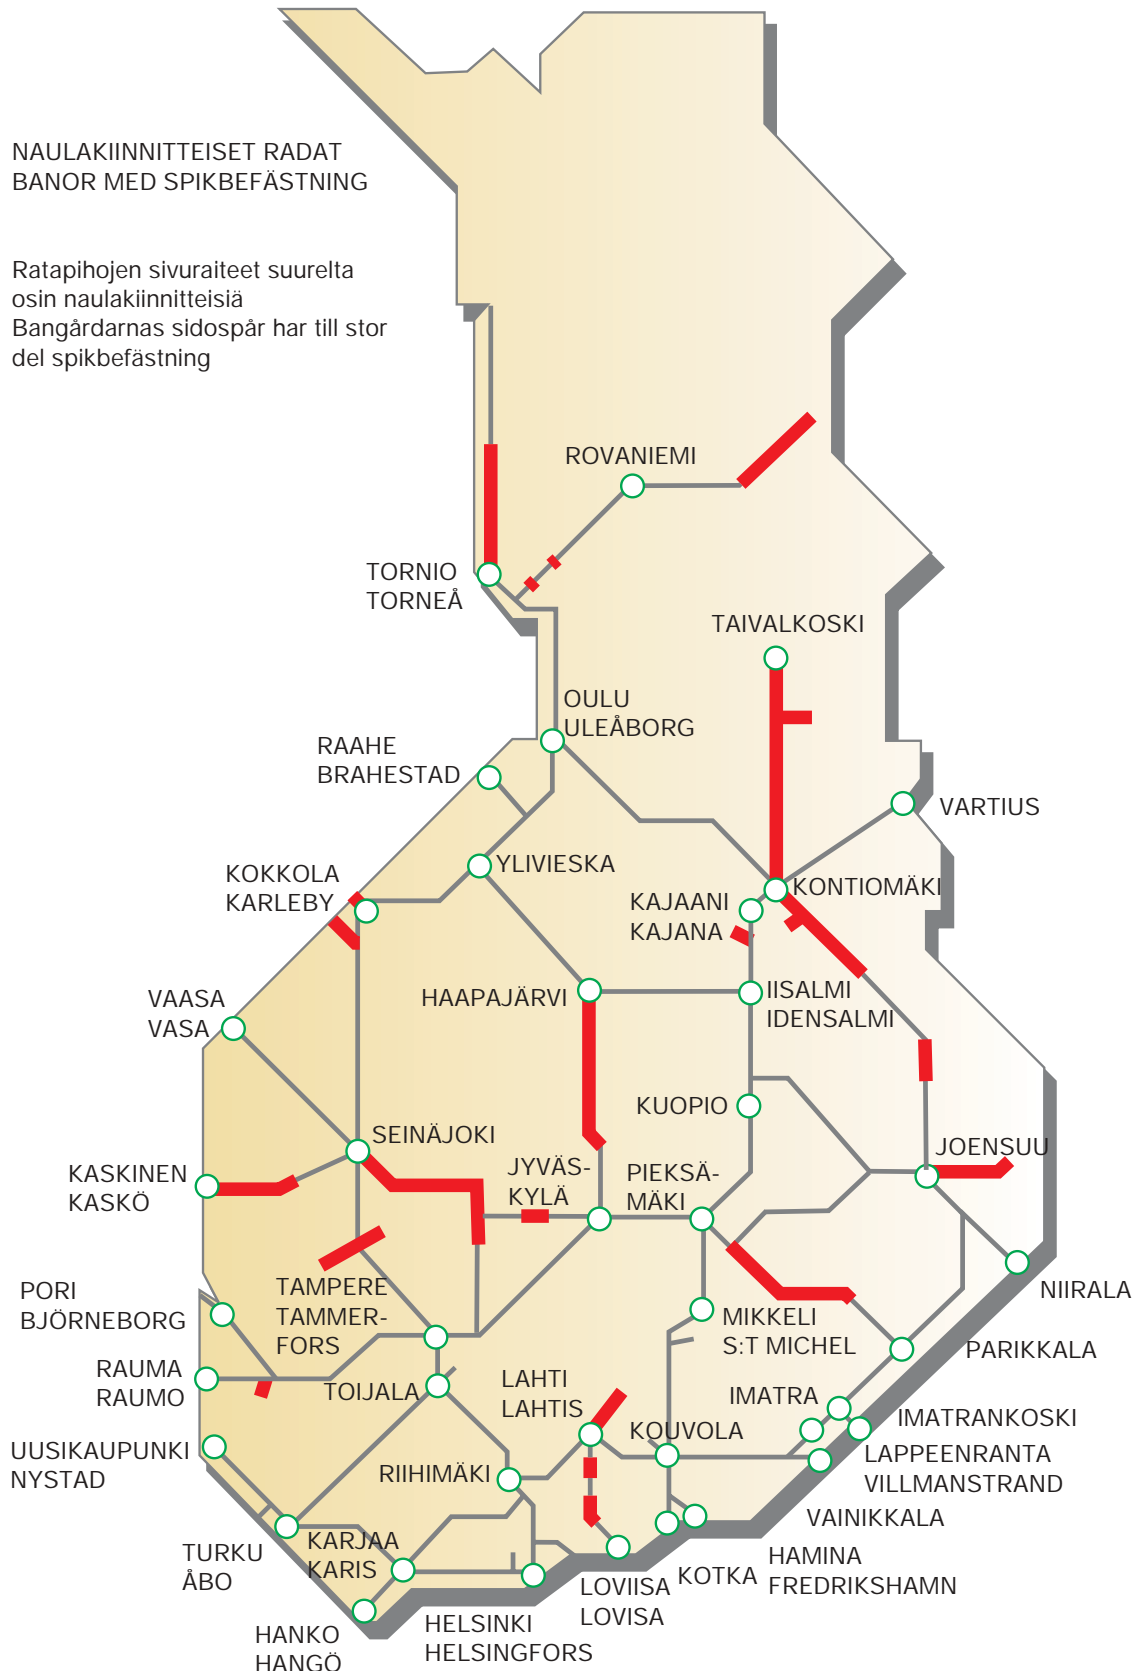 NAULAKIINNITTEISET RADAT
BANOR MED SPIKBEFÄSTNING
Ratapihojen sivuraiteet suurelta
osin naulakiinnitteisiä
Bangårdarnas sidospår har till stor
del spikbefästning
ROVANIEMI
TORNIO
TORNEÅ
TAIVALKOSKI
OULU
ULEÅBORG
RAAHE
BRAHESTAD
VARTIUS
YLIVIESKA
KOKKOLA
KARLEBY
KONTIOMÄKI
KAJAANI
KAJANA
HAAPAJÄRVI
IISALMI
IDENSALMI
VAASA
VASA
KUOPIO
SEINÄJOKI
JOENSUU
JYVÄS-
KYLÄ
PIEKSÄ-
MÄKI
KASKINEN
KASKÖ
TAMPERE
TAMMER-
FORS
PORI
BJÖRNEBORG
NIIRALA
MIKKELI
S:T MICHEL
PARIKKALA
RAUMA
RAUMO
TOIJALA
LAHTI
LAHTIS
IMATRA
IMATRANKOSKI
KOUVOLA
LAPPEENRANTA
VILLMANSTRAND
UUSIKAUPUNKI
NYSTAD
RIIHIMÄKI
VAINIKKALA
KARJAA
KARIS
TURKU
ÅBO
HAMINA
FREDRIKSHAMN
KOTKA
LOVIISA
LOVISA
HELSINKI
HELSINGFORS
HANKO
HANGÖ